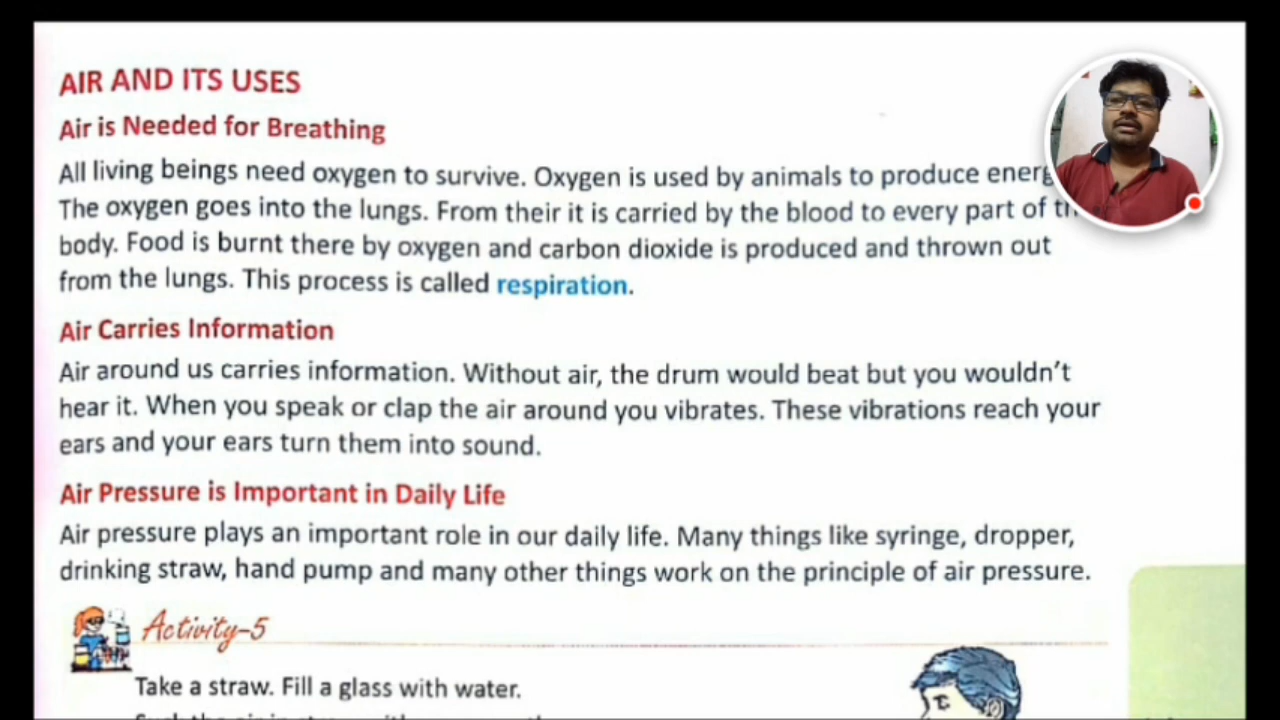 AIR AND ITS USES
Air is Needed for Breathing
All living beings need oxygen to survive. Oxygen is used by animals to produce
The oxygen goes into the lungs. From their it is carried by the blood to every part of
body. Food is burnt there by oxygen and carbon dioxide is produced and thrown out
from the lungs. This process is called respiration.
Air Carries Information
Air around us carries information. Without air, the drum would beat but you wouldn't
hear it. When you speak or clap the air around you vibrates. These vibrations reach your
ears and your ears turn them into sound.
Air Pressure is Important in Daily Life
Air pressure plays an important role in our daily life. Many things like syringe, dropper,
drinking straw, hand pump and many other things work on the principle of air pressure.
Activity-5
Take a straw. Fill a glass with water.